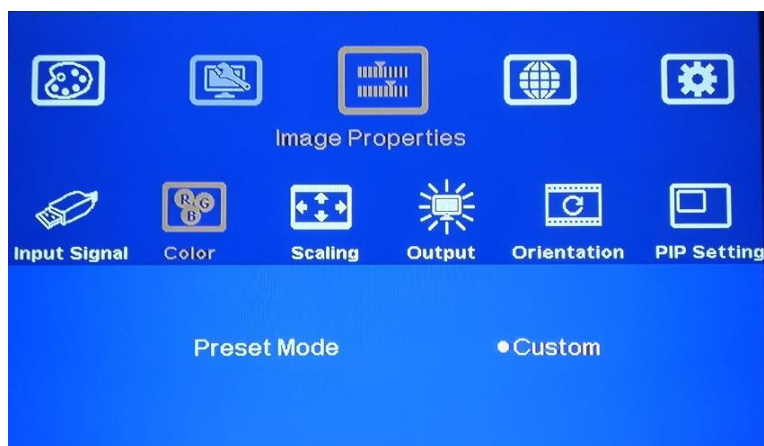 Image Properties
R G
B
Input Signal Color Scaling Output Orientation PIP Setting
Preset Mode Custom